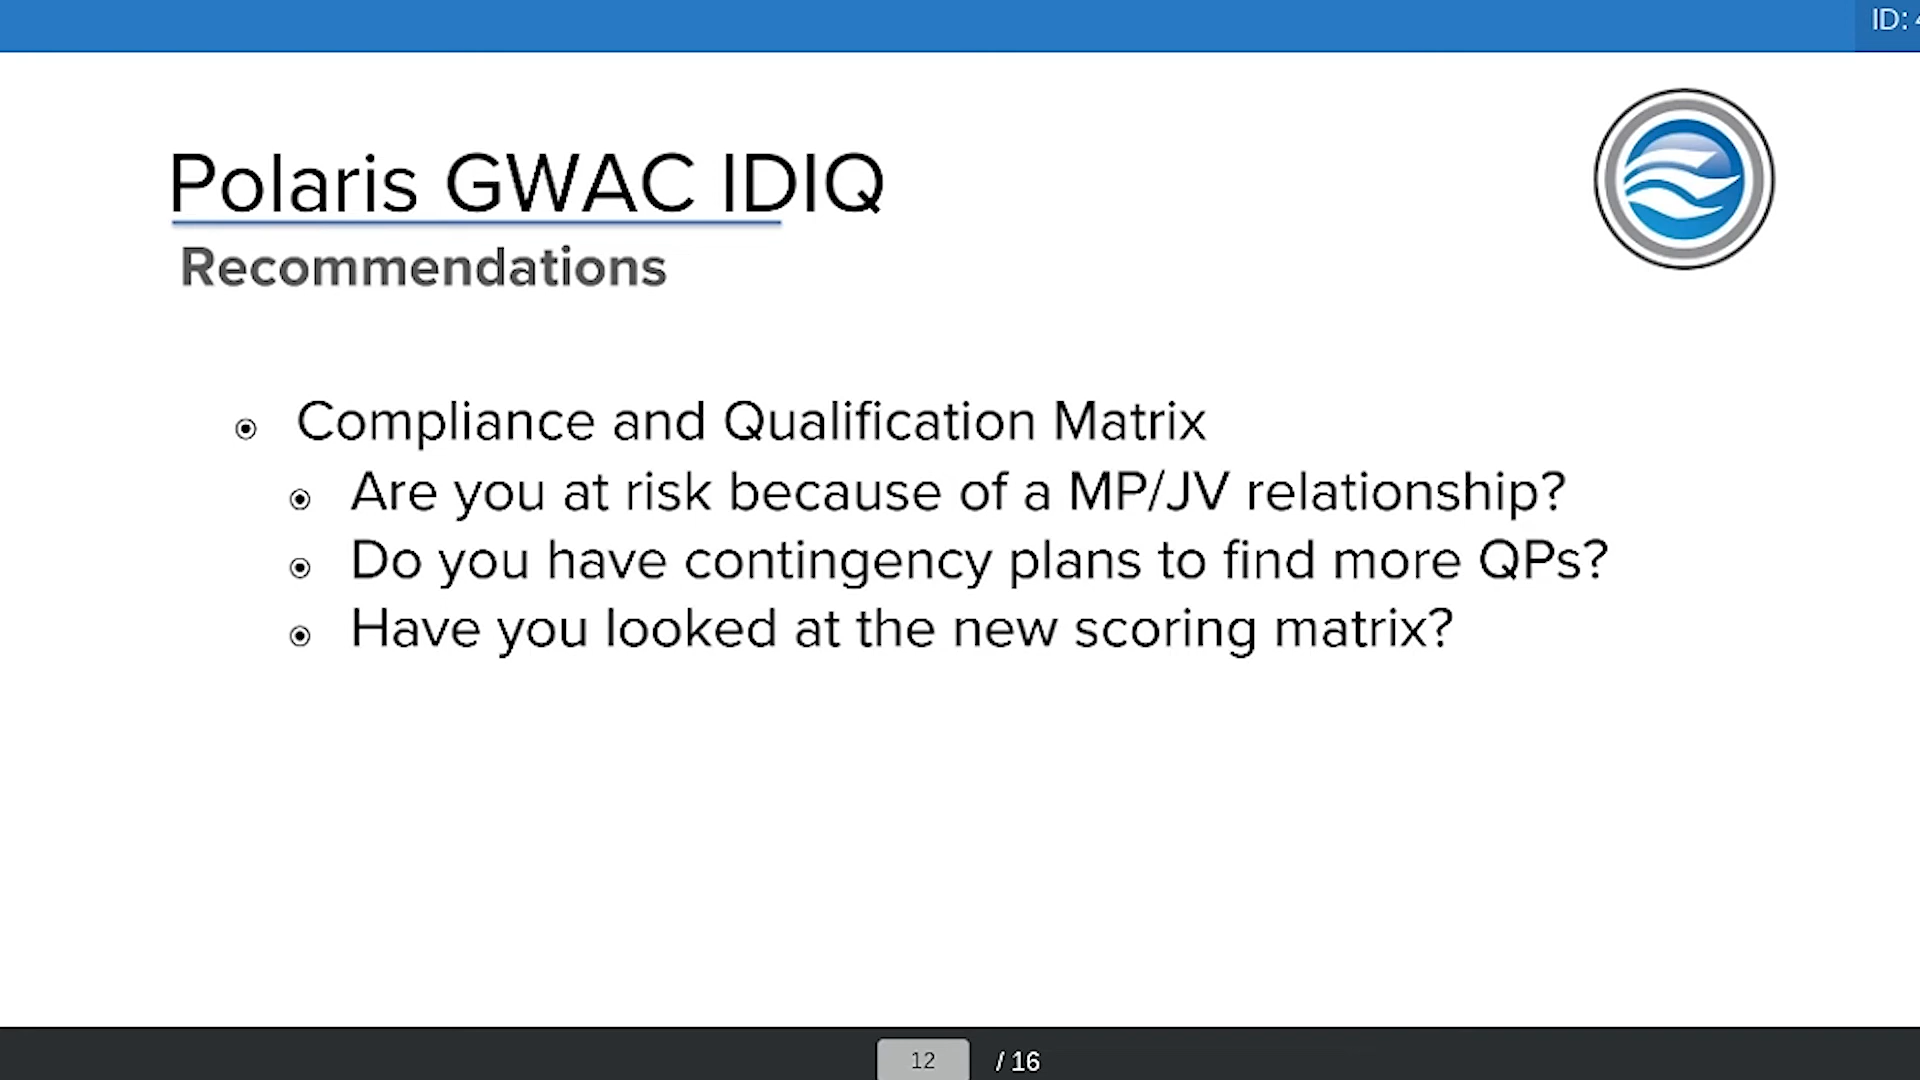 ID:
Polaris GWAC IDIQ
Recommendations
Compliance and Qualification Matrix
Are you at risk because of a MP/JV relationship?
Do you have contingency plans to find more QPs?
Have you looked at the new scoring matrix?
12 / 16